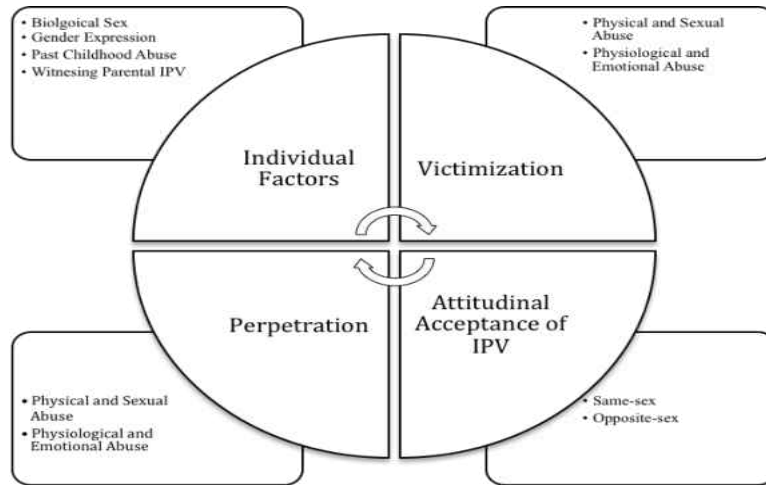 • Biolgoical Sex
• Gender Expression
• Past Childhood Abuse
• Witnesing Parental IPV
• Physical and Sexual
Abuse
• Physiological and
Emotional Abuse
Individual
Factors
Victimization
Perpetration
Attitudinal
Acceptance of
IPV
• Physical and Sexual
Abuse
• Physiological and
Emotional Abuse
• Same-sex
• Opposite-sex